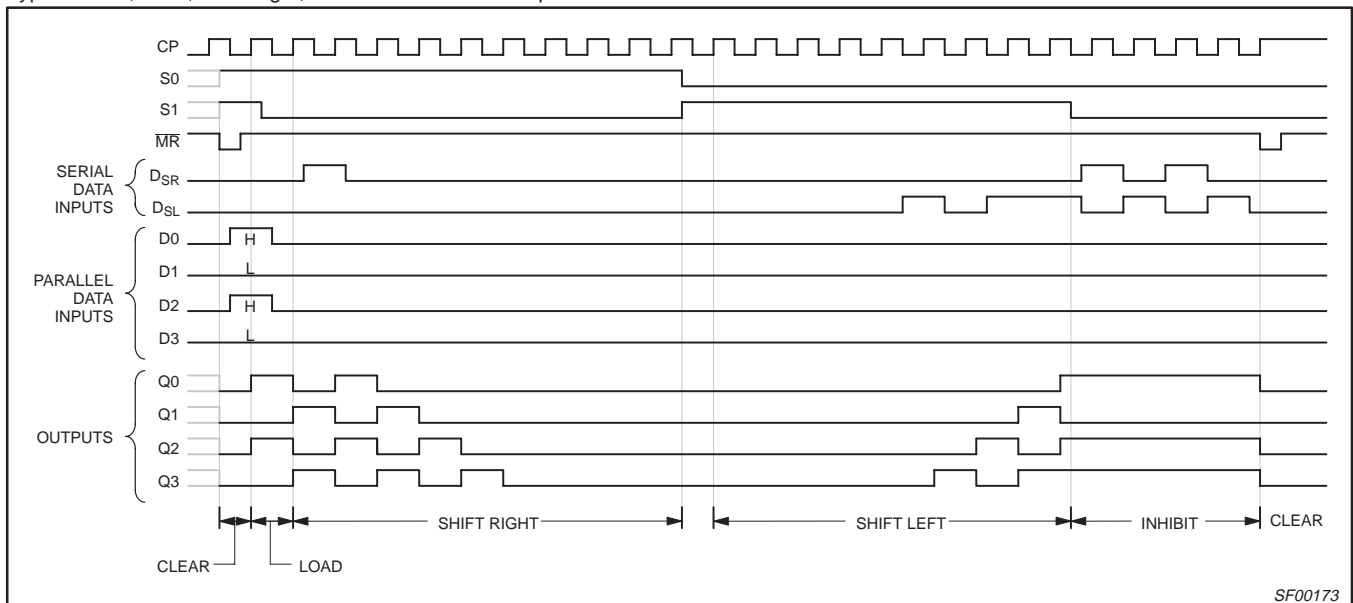 CP
S0
S1
MR
SERIAL
DATA
INPUTS
DSR
DSL
PARALLEL
DATA
INPUTS
D0
H
D1
L
D2
H
D3
L
OUTPUTS
Q0
Q1
Q2
Q3
SHIFT RIGHT
SHIFT LEFT
INHIBIT
CLEAR
CLEAR
LOAD
SF00173